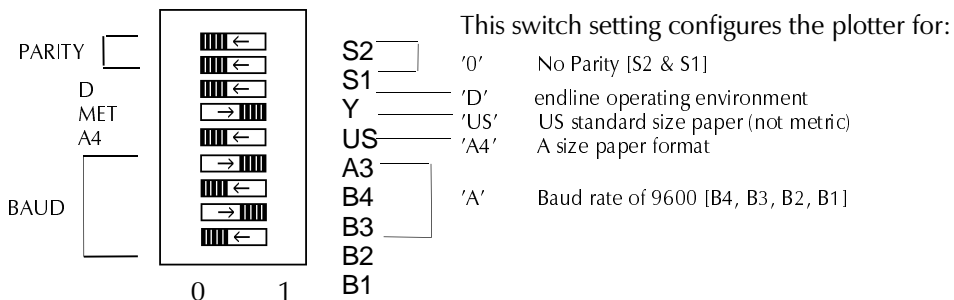 This switch setting configures the plotter for:
PARITY
D
MET
A4
BAUD
0 1
S2
S1
Y
US
A3
B4
B3
B2
B1
'0' No Parity [S2 & S1]
'D' endline operating environment
'US' US standard size paper (not metric)
'A4' A size paper format
'A' Baud rate of 9600 [B4, B3, B2, B1]